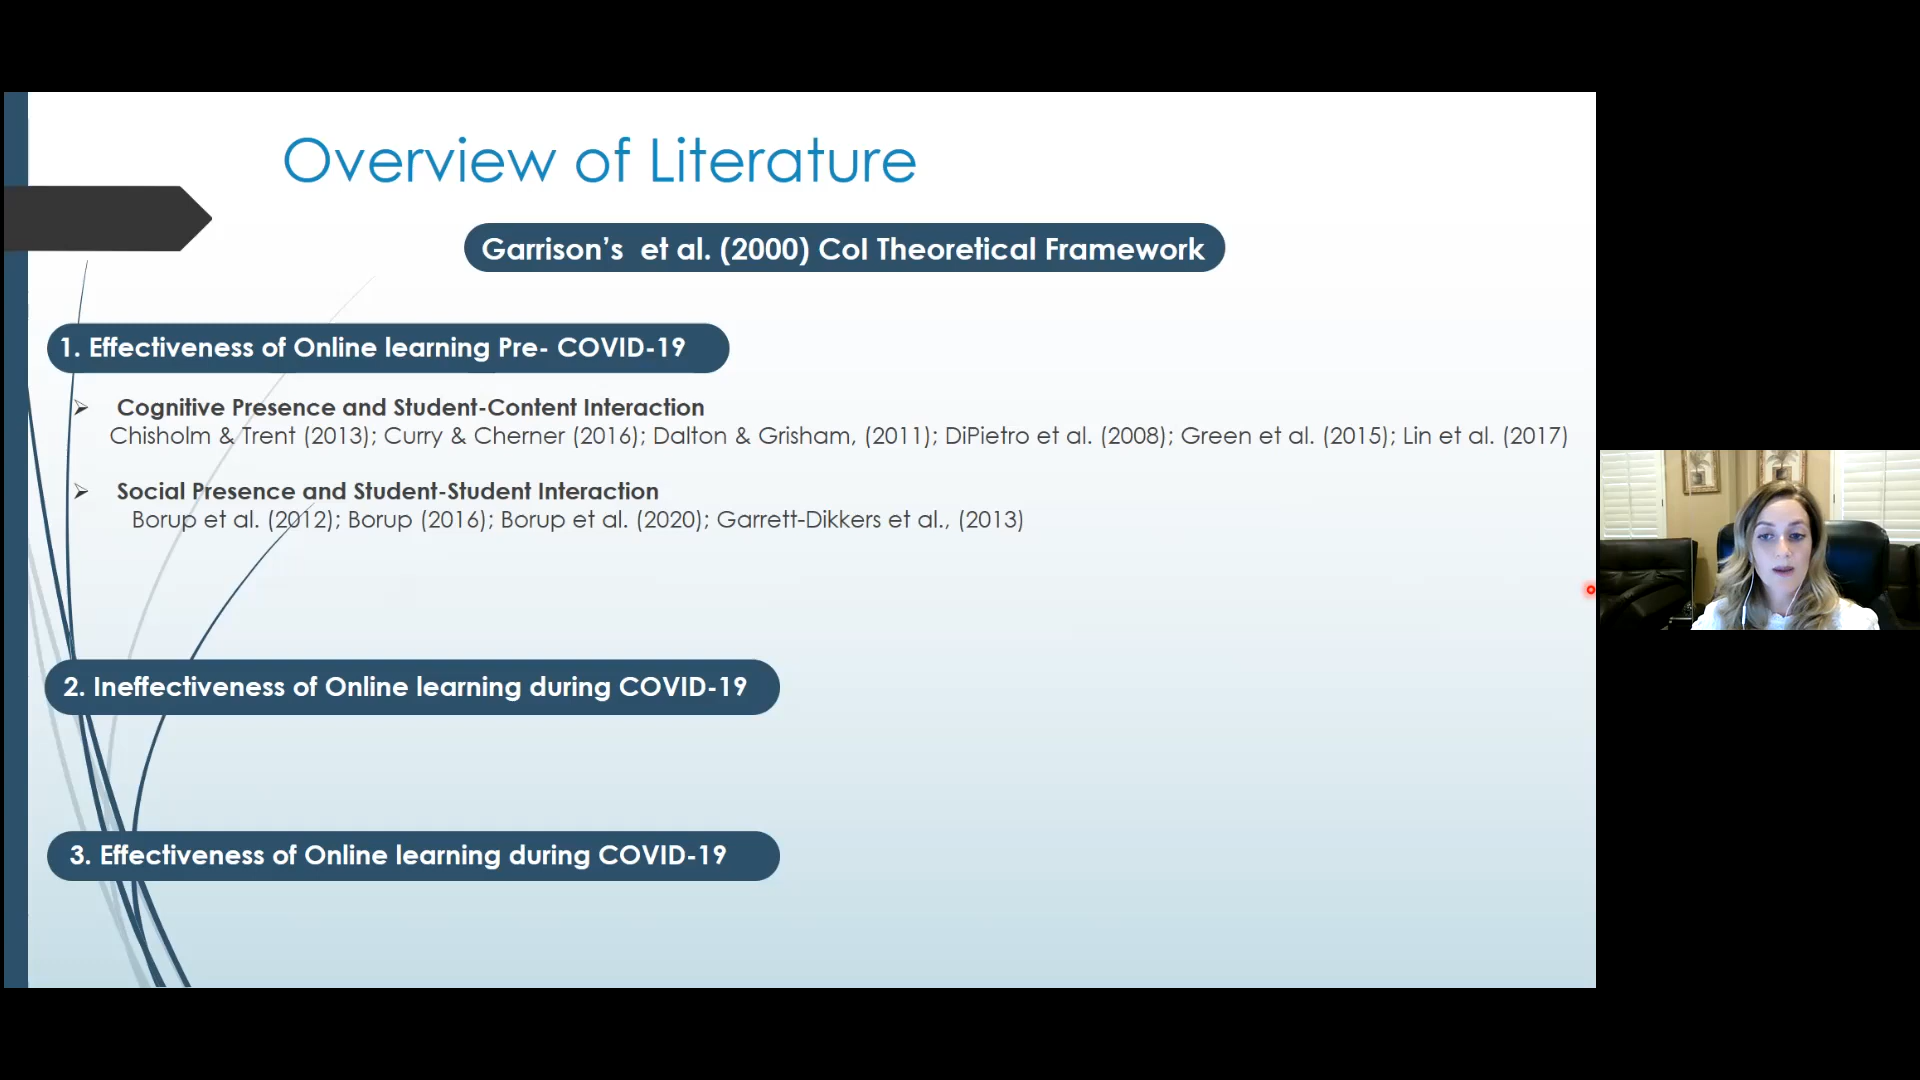 Overview of Literature
Garrison’s et al. (2000) CoI Theoretical Framework
1. Effectiveness of Online learning Pre- COVID-19
Cognitive Presence and Student-Content Interaction
Chisholm & Trent (2013); Curry & Cherner (2016); Dalton & Grisham, (2011); DiPietro et al. (2008); Green et al. (2015); Lin et al. (2017)
Social Presence and Student-Student Interaction
Borup et al. (2012); Borup (2016); Borup et al. (2020); Garrett-Dikkers et al., (2013)
2. Ineffectiveness of Online learning during COVID-19
3. Effectiveness of Online learning during COVID-19